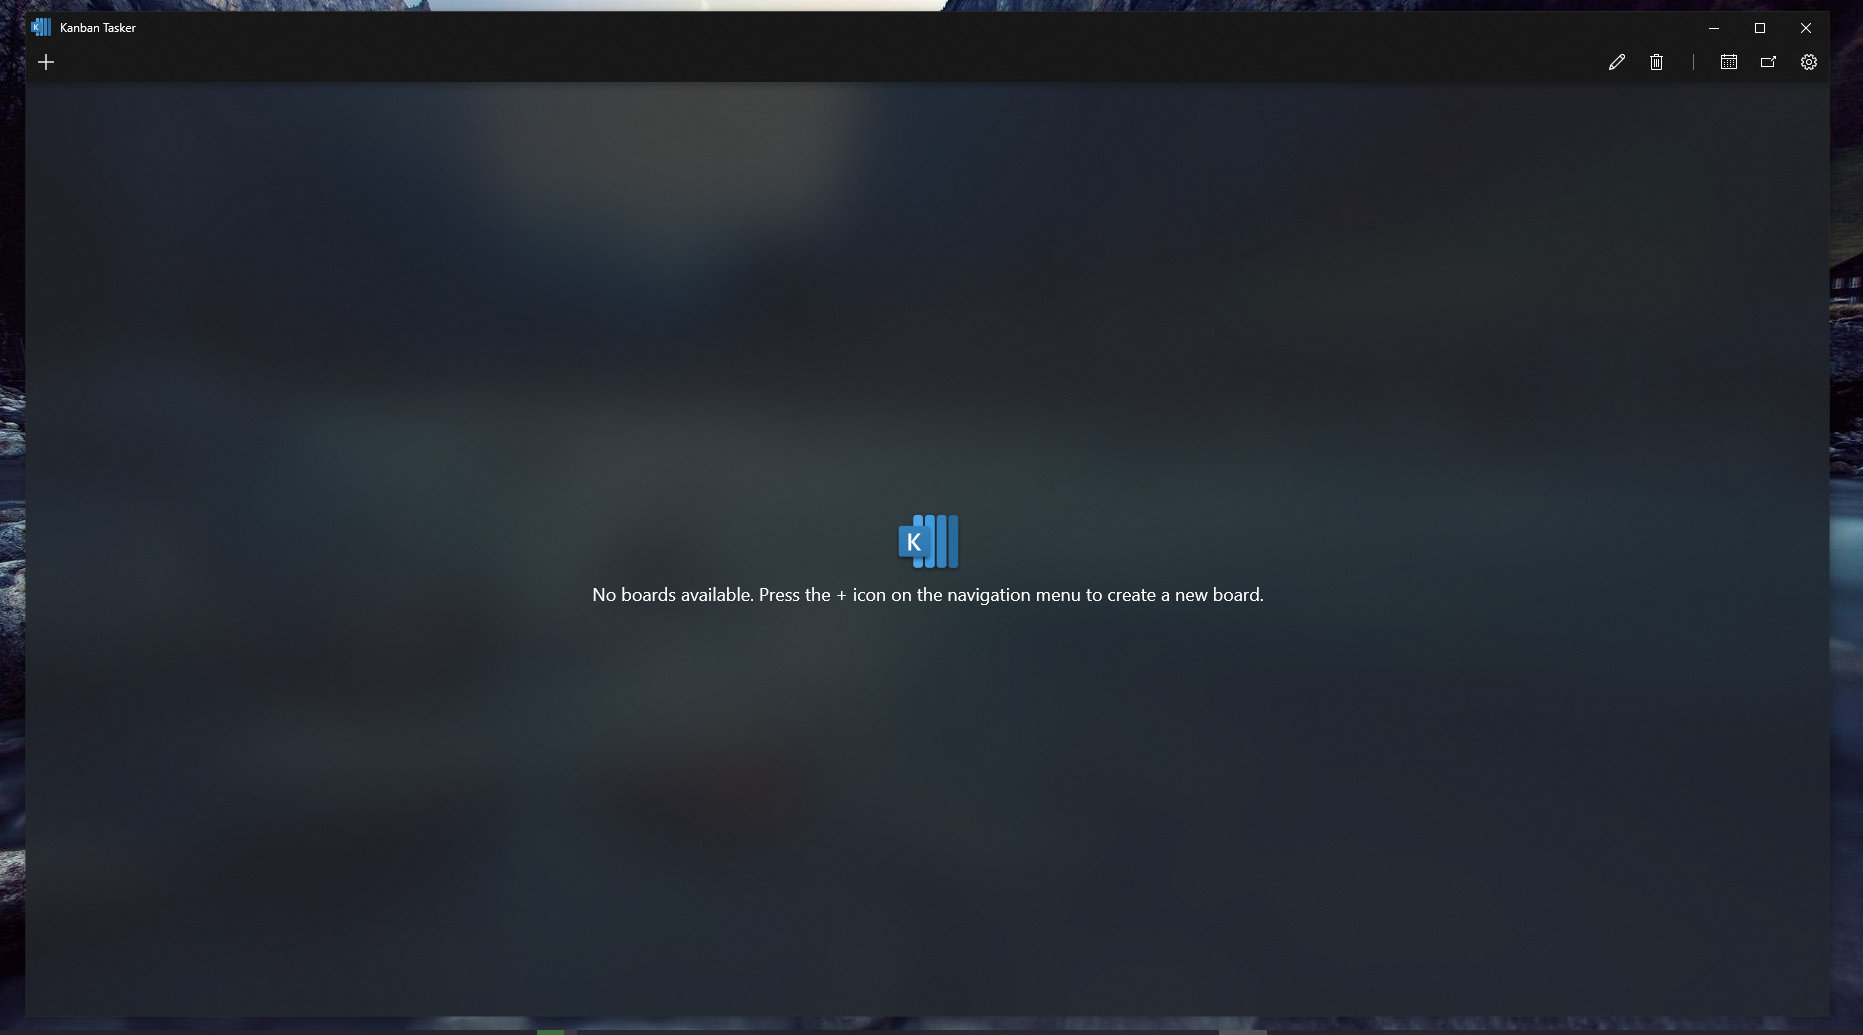 K Kanban Tasker
K
No boards available. Press the + icon on the navigation menu to create a new board.